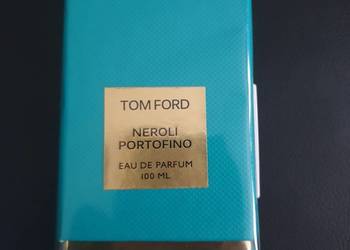 TOM FORD
NEROLI
PORTOFINO
EAU DE PARFUM
100 ML